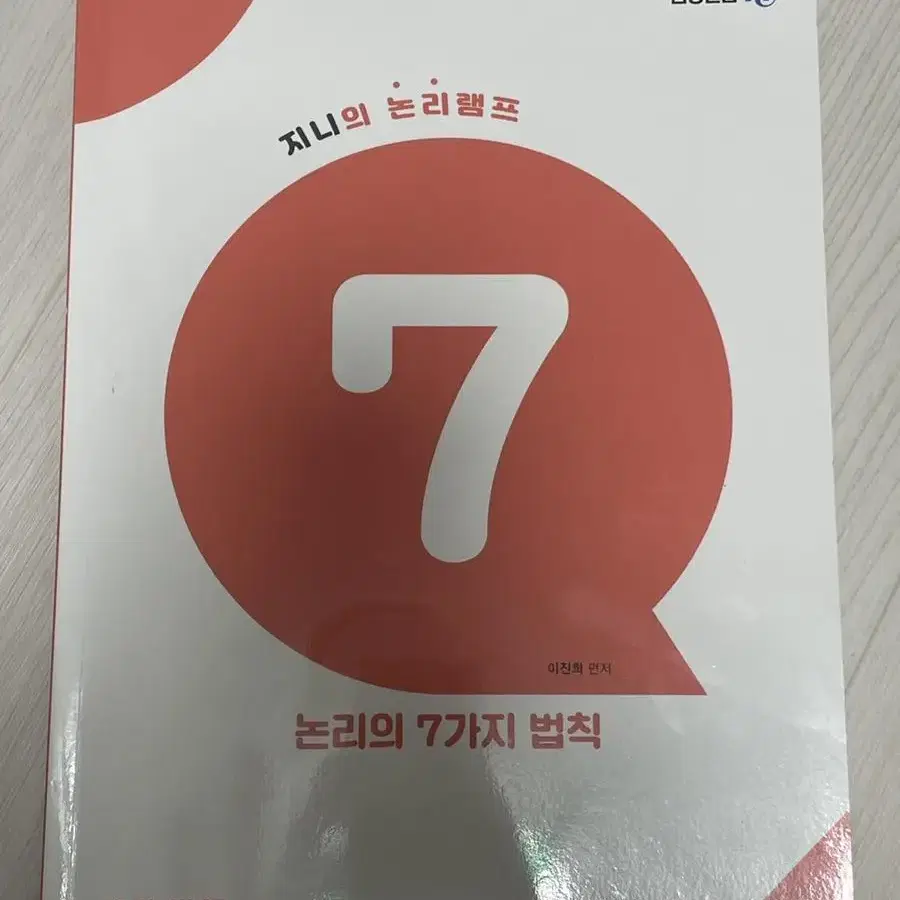 지니의 논리램프
7
이진희 편저
논리의 7가지 법칙